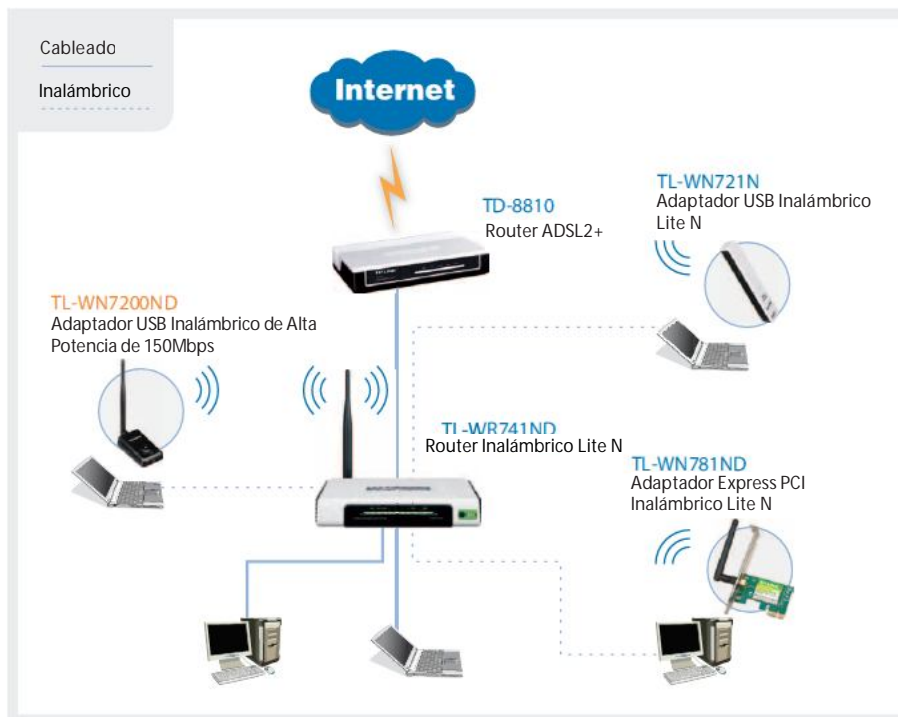 Cableado
Inalámbrico
Internet
TD-8810
Router ADSL2+
TL-WN721N
Adaptador USB Inalámbrico
Lite N
TL-WN7200ND
Adaptador USB Inalámbrico de Alta
Potencia de 150Mbps
TL-WR741ND
Router Inalámbrico Lite N
TL-WN781ND
Adaptador Express PCI
Inalámbrico Lite N